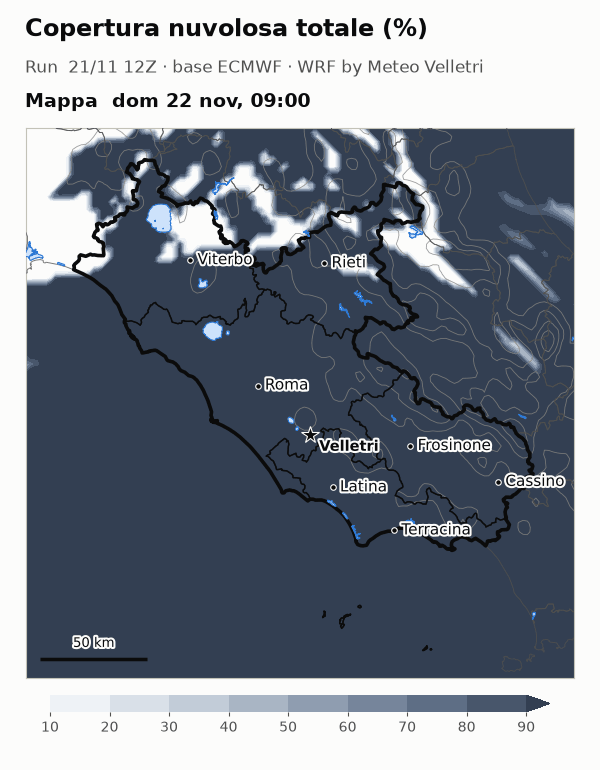 Copertura nuvolosa totale (%)
Run  21/11 12Z · base ECMWF · WRF by Meteo Velletri
Mappa  dom 22 nov, 09:00
Viterbo
Rieti
Roma
Velletri
Frosinone
Cassino
Latina
Terracina
50 km
10 20 30 40 50 60 70 80 90